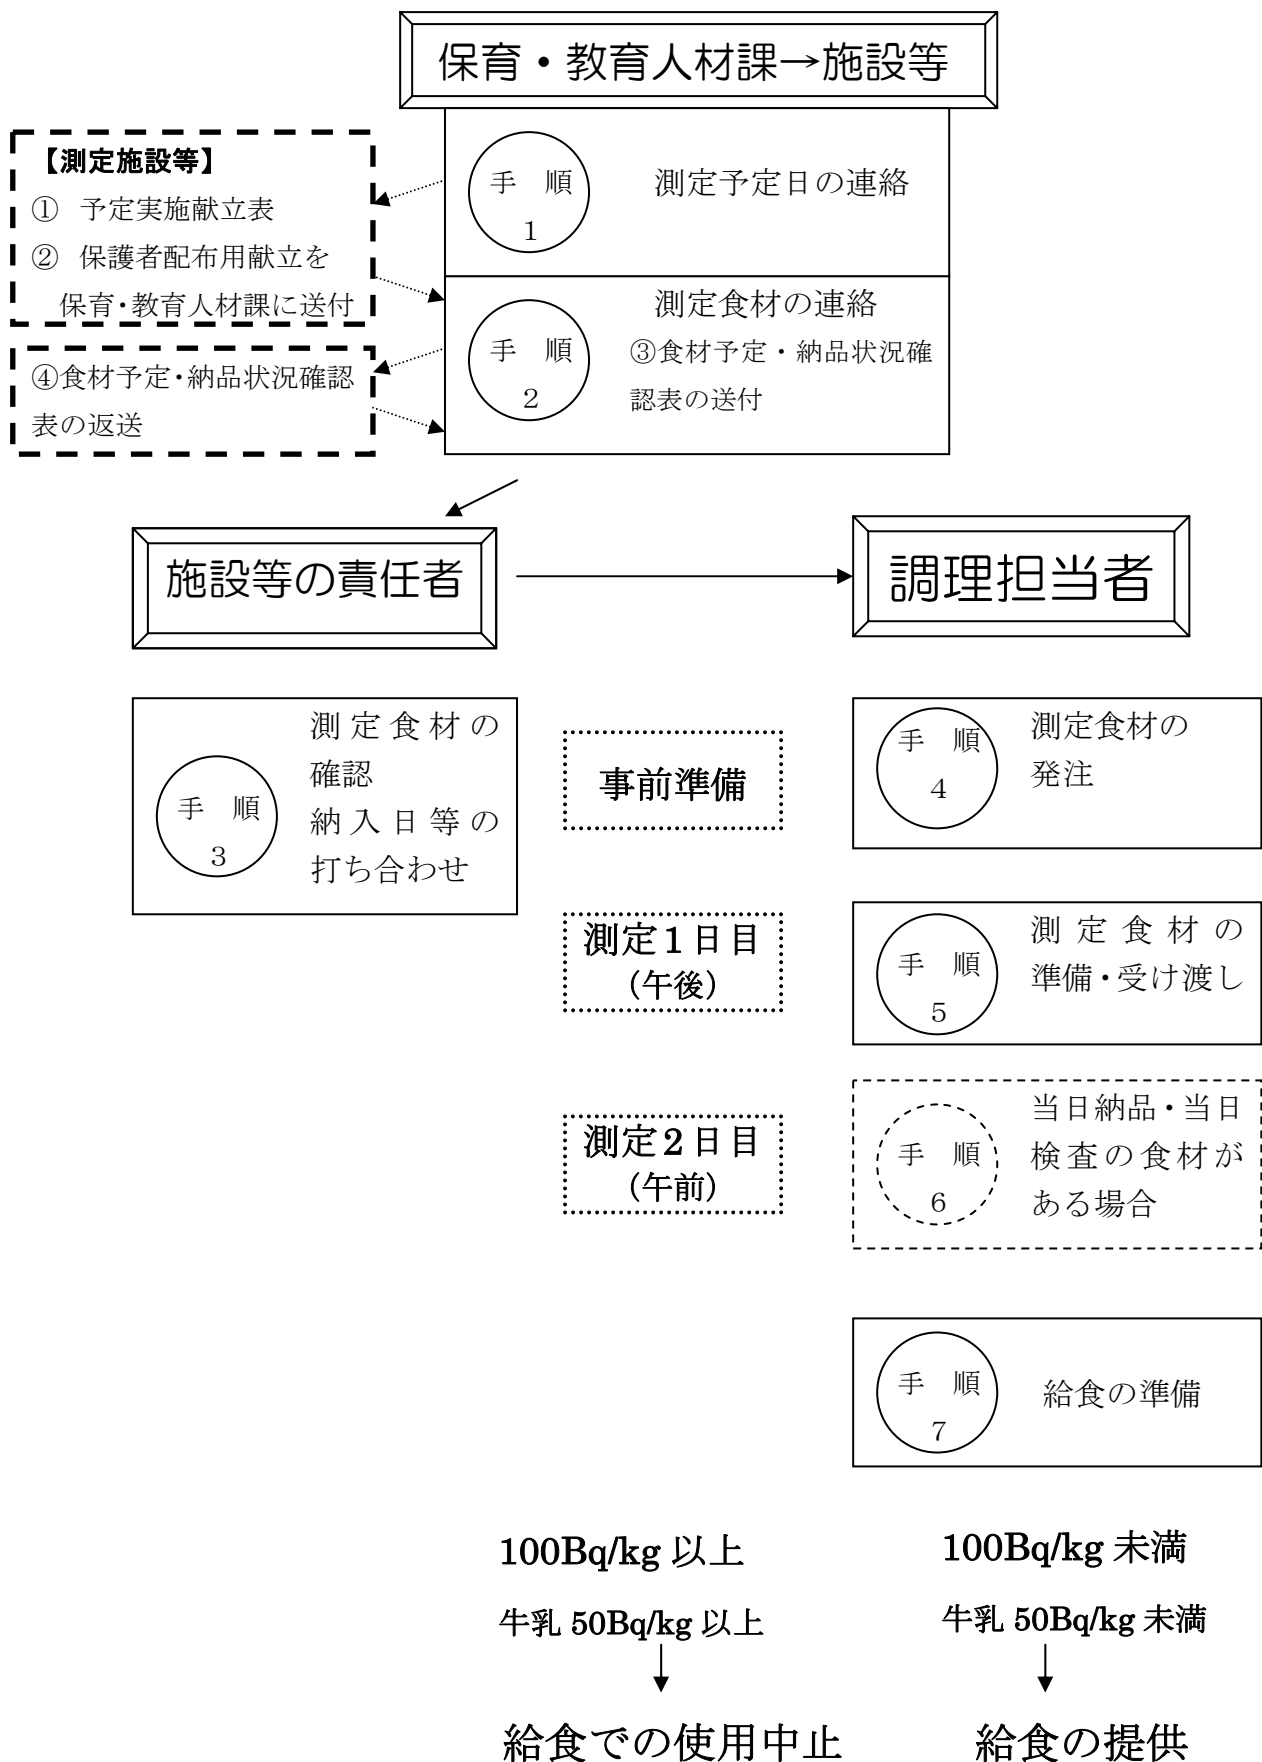 保育・教育人材課→施設等
【測定施設等】
① 予定実施献立表
② 保護者配布用献立を
保育・教育人材課に送付
手 順
1
測定予定日の連絡
手 順
2
測定食材の連絡
③食材予定・納品状況確
認表の送付
④食材予定・納品状況確認
表の返送
施設等の責任者
調理担当者
手 順
3
測定食材の
確認
納入日等の
打ち合わせ
事前準備
手 順
4
測定食材の
発注
測定1日目
(午後)
手 順
5
測定食材の
準備・受け渡し
測定2日目
(午前)
手 順
6
当日納品・当日
検査の食材が
ある場合
手 順
7
給食の準備
100Bq/kg 以上
牛乳 50Bq/kg 以上
給食での使用中止
100Bq/kg 未満
牛乳 50Bq/kg 未満
給食の提供